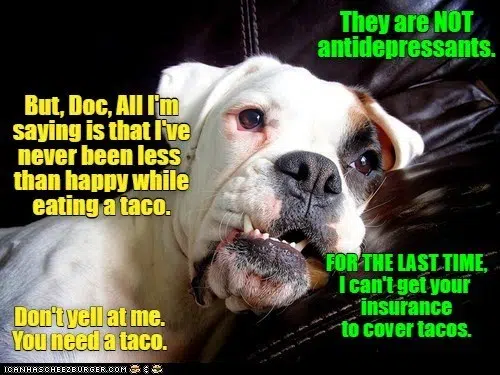 They are NOT
antidepressants.
But, Doc, All I'm
saying is that I've
never been less
than happy while
eating a taco.
FOR THE LAST TIME,
I can't get your
insurance
to cover tacos.
Don't yell at me.
You need a taco.
ICANHASCHEEZBURGER.COM